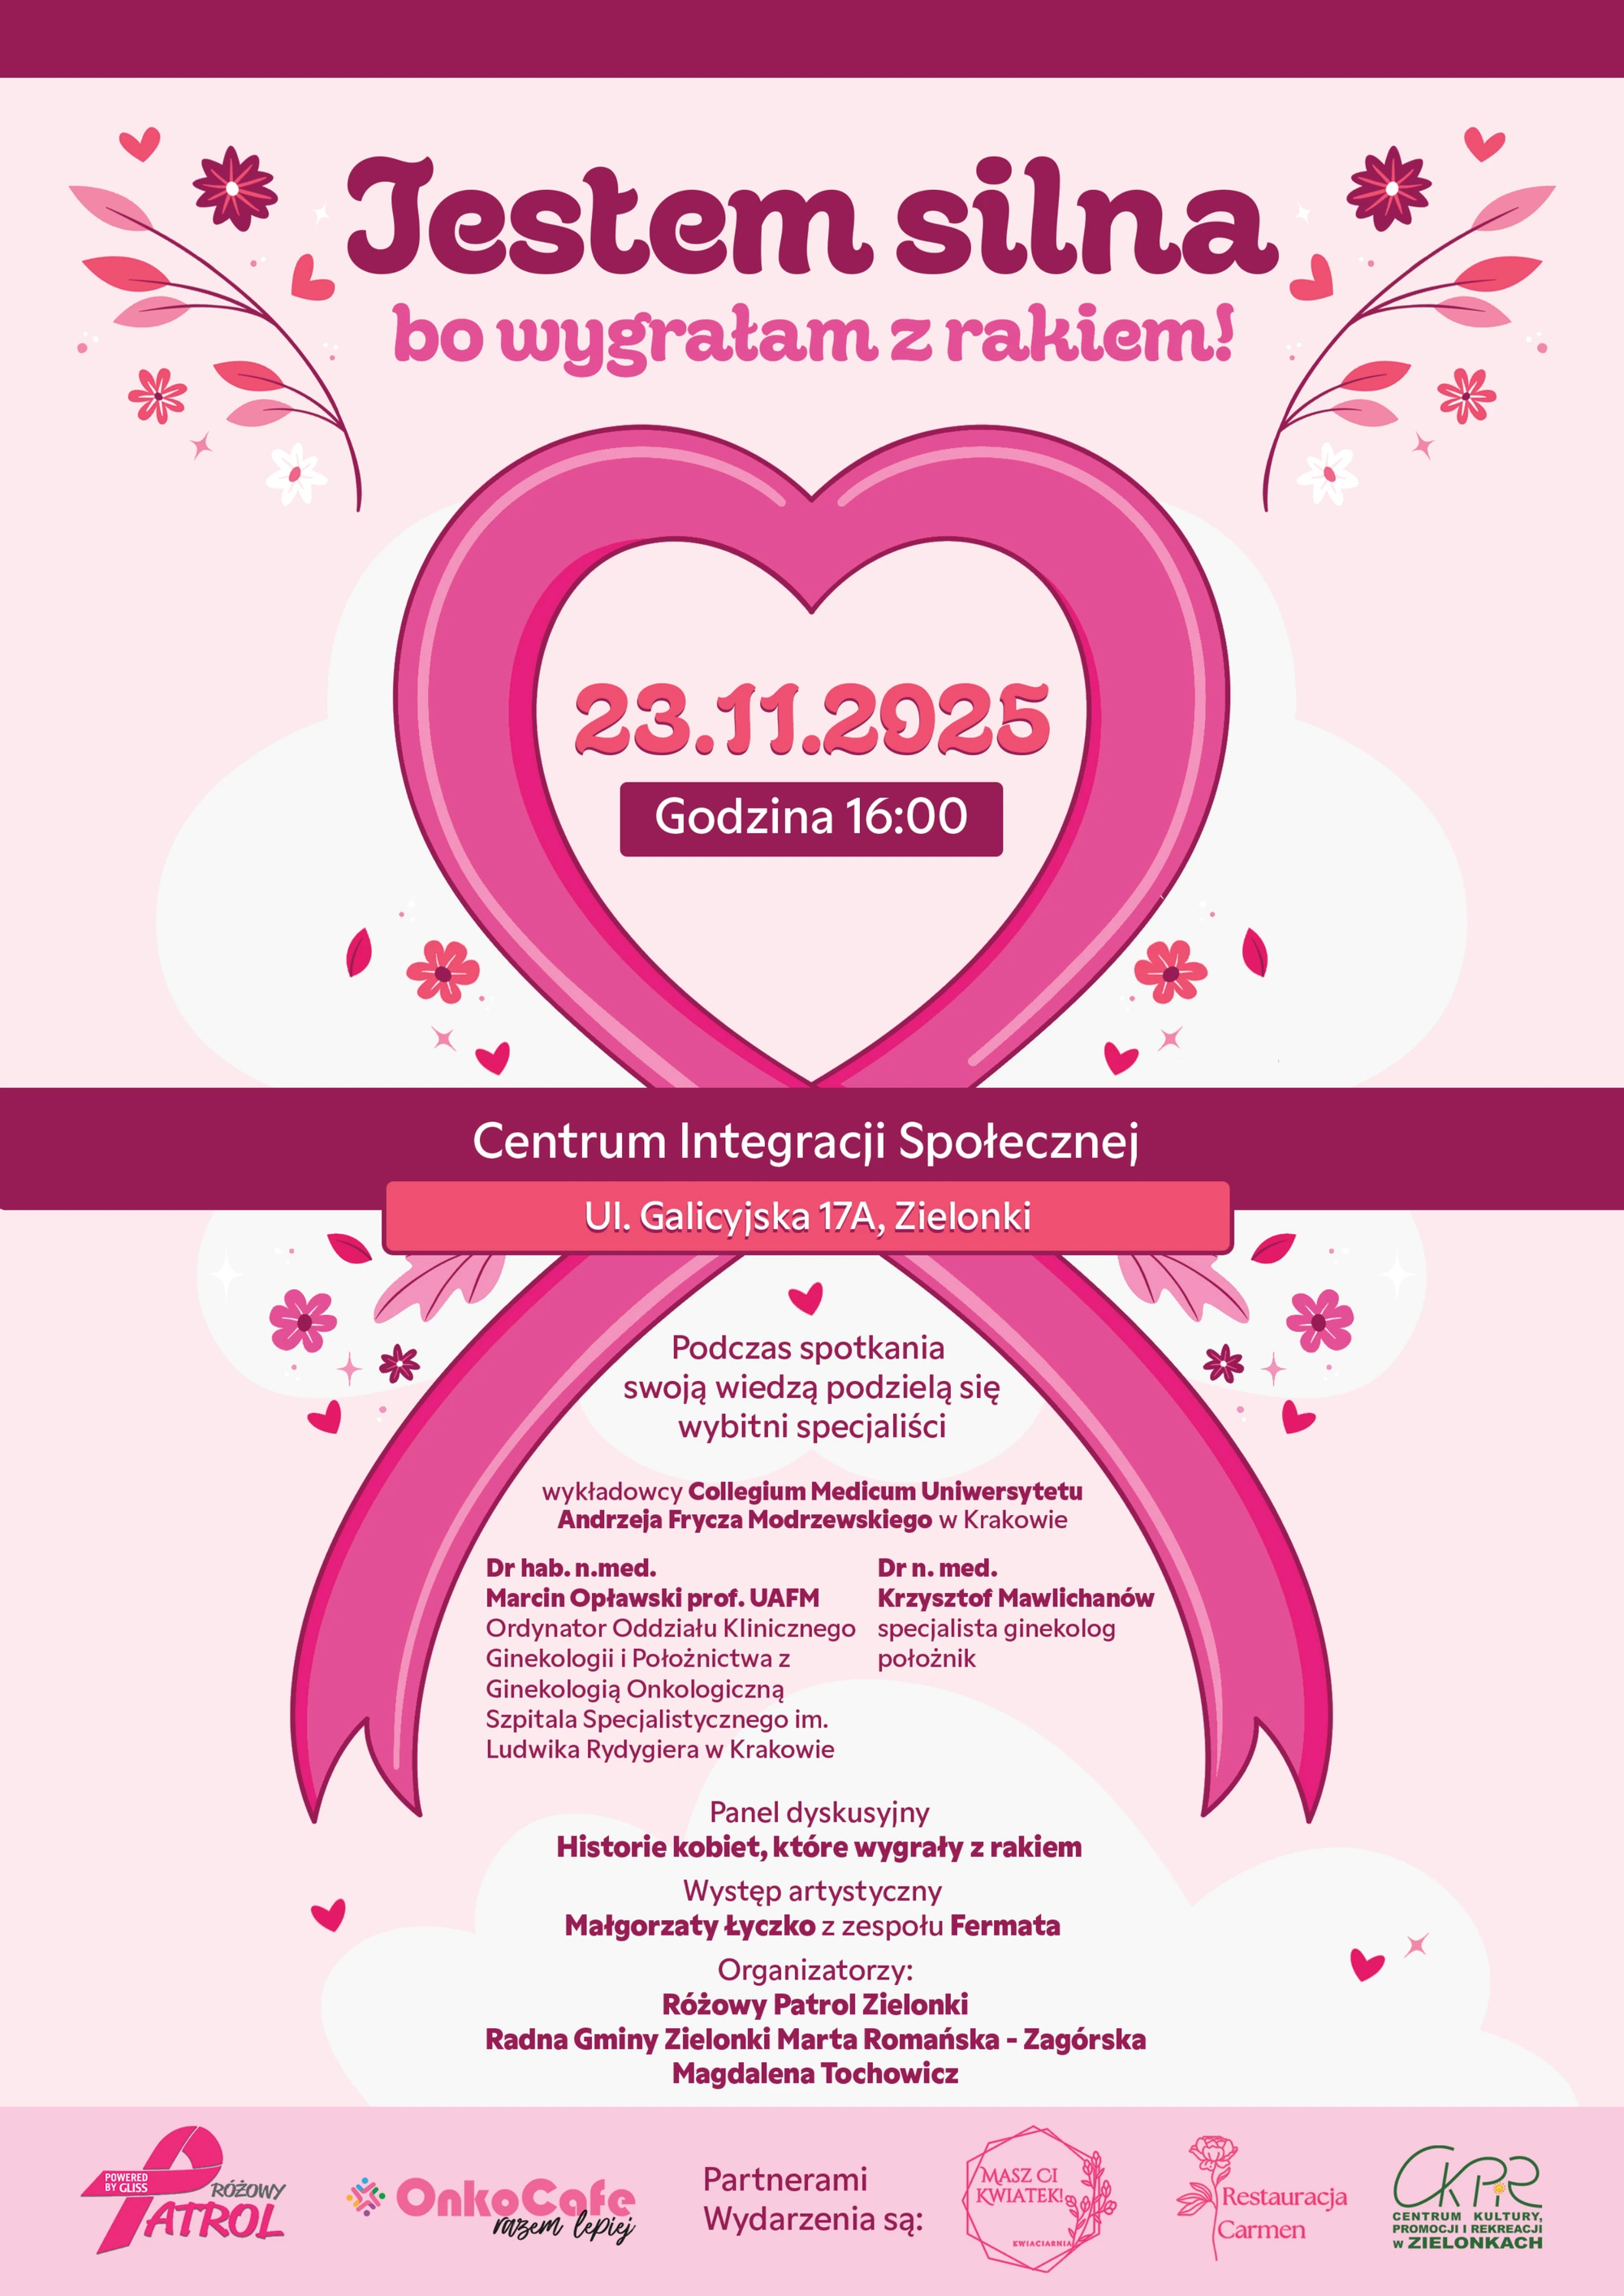 Jestem silna
bo wygrałam z rakiem!
23.11.2025
Godzina 16:00
Centrum Integracji Społecznej
Ul. Galicyjska 17A, Zielonki
Podczas spotkania
swoją wiedzą podzielą się
wybitni specjaliści
wykładowcy Collegium Medicum Uniwersytetu
Andrzeja Frycza Modrzewskiego w Krakowie
Dr hab. n.med.
Marcin Opławski prof. UAFM
Ordynator Oddziału Klinicznego
Ginekologii i Położnictwa z
Ginekologią Onkologiczną
Szpitala Specjalistycznego im.
Ludwika Rydygiera w Krakowie
Dr n. med.
Krzysztof Mawlichanów
specjalista ginekolog
położnik
Panel dyskusyjny
Historie kobiet, które wygrały z rakiem
Występ artystyczny
Małgorzaty Łyczko z zespołu Fermata
Organizatorzy:
Różowy Patrol Zielonki
Radna Gminy Zielonki Marta Romańska - Zagórska
Magdalena Tochowicz
POWERED
BY GLISS
RÓŻOWY
PATROL
OnkoCafe
razem lepiej
Partnerami
Wydarzenia są:
MASZ CI
KWIATEK!
KWIACIARNIA
Restauracja
Carmen
CKPiR
CENTRUM KULTURY,
PROMOCJI I REKREACJI
w ZIELONKACH